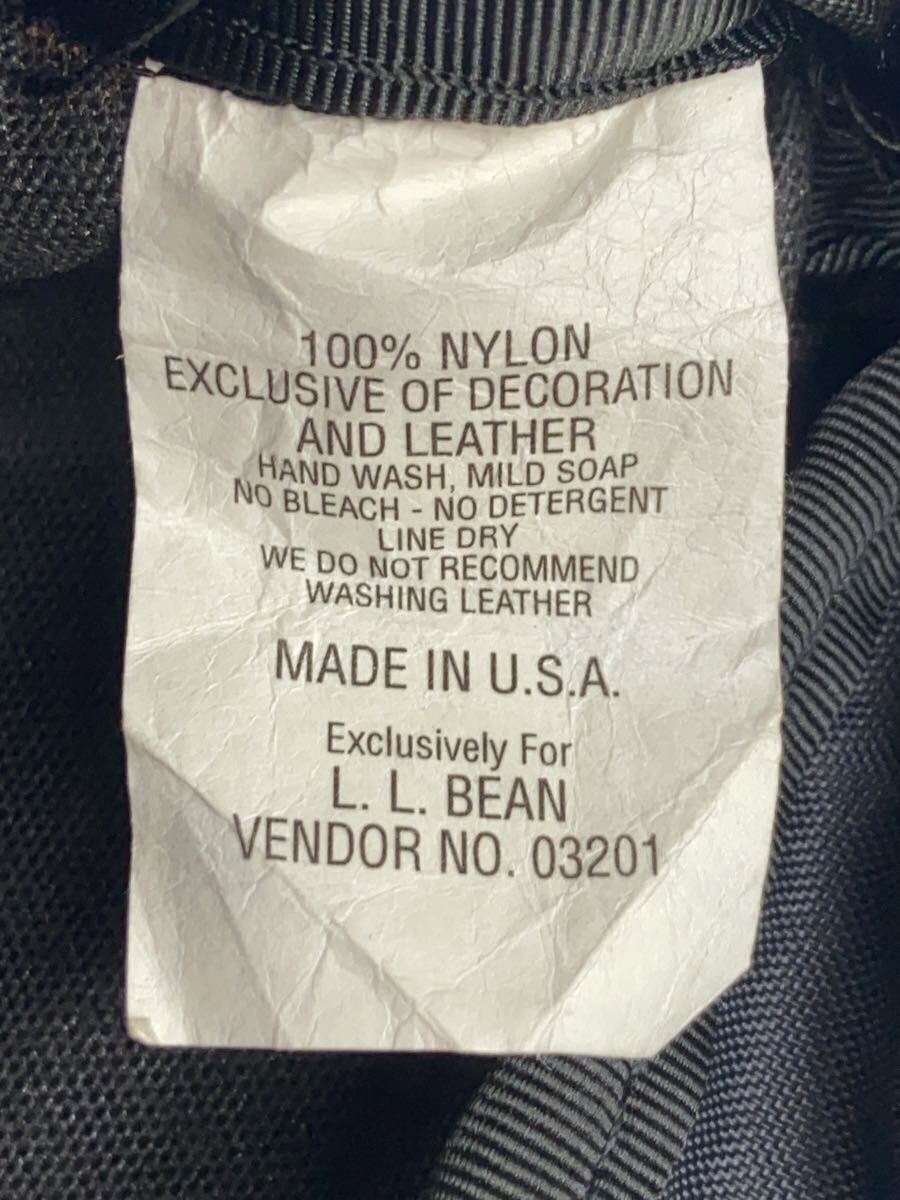 100% NYLON
EXCLUSIVE OF DECORATION
AND LEATHER
HAND WASH, MILD SOAP
NO BLEACH - NO DETERGENT
LINE DRY
WE DO NOT RECOMMEND
WASHING LEATHER
MADE IN U.S.A.
Exclusively For
L. L. BEAN
VENDOR NO. 03201